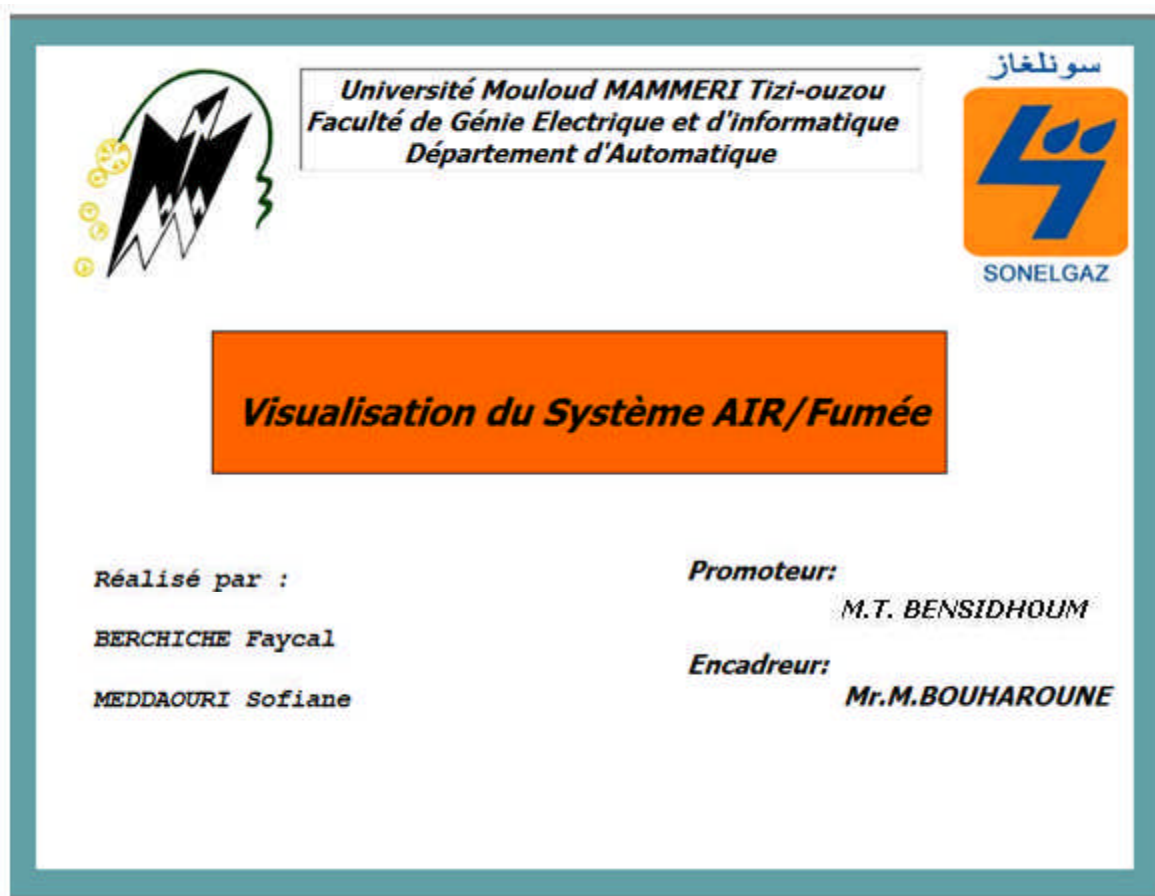 Université Mouloud MAMMERI Tizi-ouzou
Faculté de Génie Electrique et d'informatique
Département d'Automatique
سونلغاز
SONELGAZ
Visualisation du Système AIR/Fumée
Réalisé par :
BERCHICHE Faycal
MEDDAOURI Sofiane
Promoteur:
M.T. BENSIDHOUM
Encadreur:
Mr.M.BOUHAROUNE